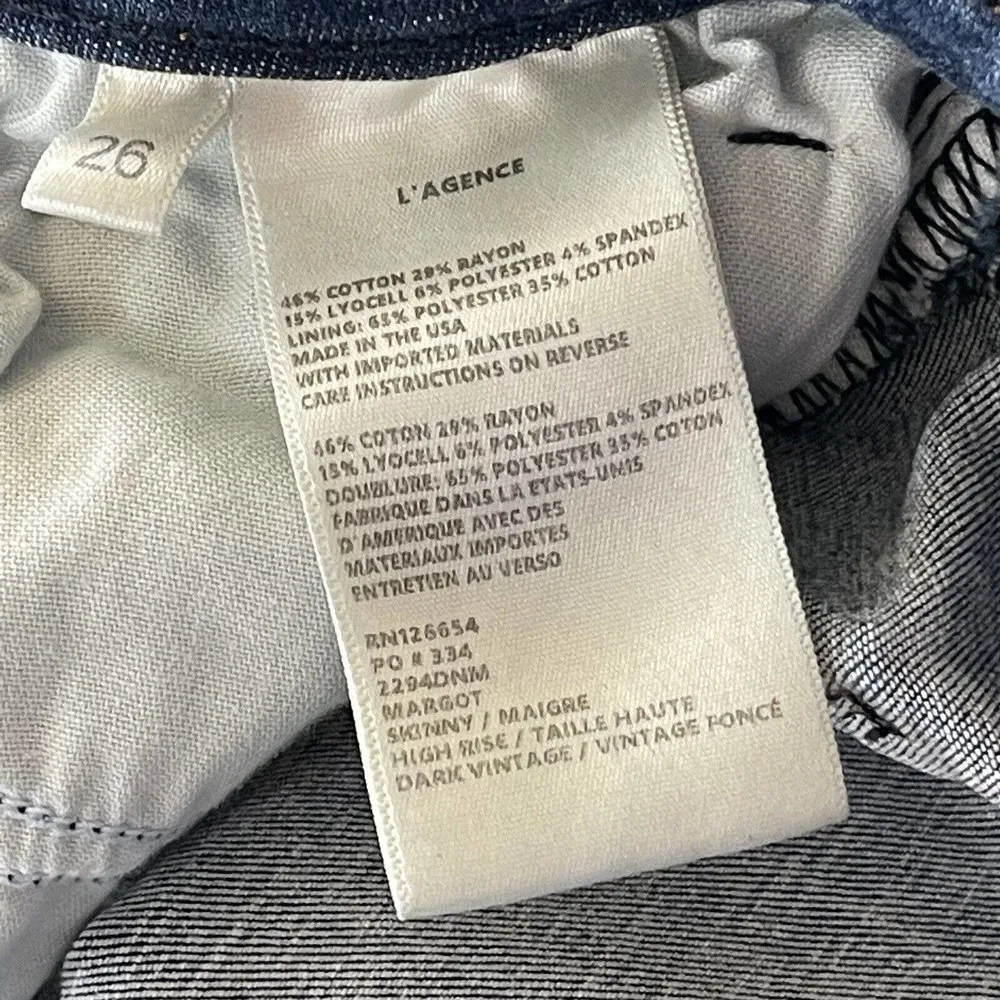 26
L'AGENCE
46% COTTON 29% RAYON
15% LYOCELL 6% POLYESTER 4% SPANDEX
LINING: 65% POLYESTER 35% COTTON
MADE IN THE USA
WITH IMPORTED MATERIALS
CARE INSTRUCTIONS ON REVERSE
46% COTON 29% RAYON
15% LYOCELL 6% POLYESTER 4% SPANDEX
DOUBLURE: 65% POLYESTER 35% COTON
FABRIQUE DANS LA ETATS-UNIS
D'AMERIQUE AVEC DES
MATERIAUX IMPORTES
ENTRETIEN AU VERSO
RN126654
PO # 334
2294DNM
MARGOT
SKINNY / MAIGRE
HIGH RISE / TAILLE HAUTE
DARK VINTAGE / VINTAGE FONCÉ